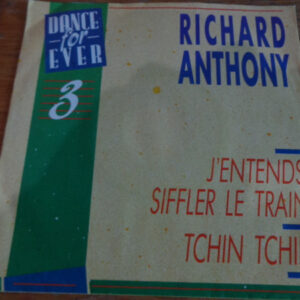 DANCE
for
EVER
3
RICHARD
ANTHONY
J'ENTENDS
SIFFLER LE TRAIN
TCHIN TCHI